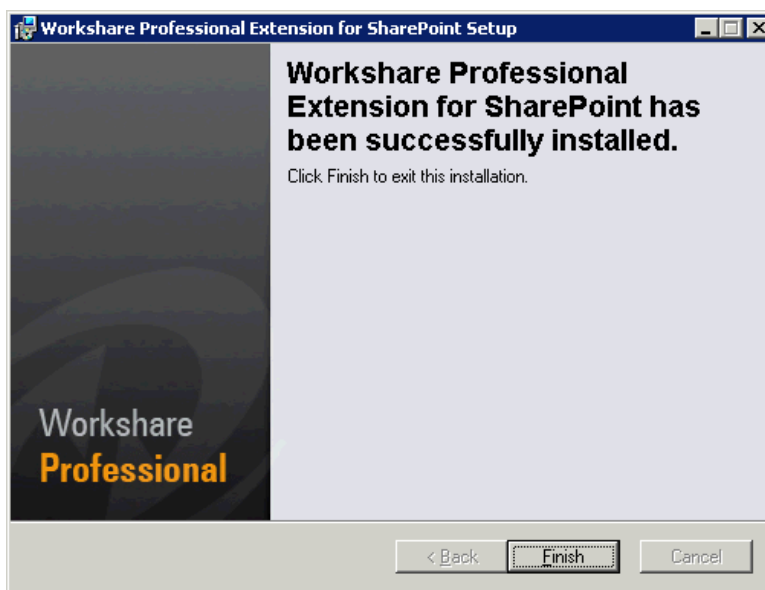 Workshare Professional Extension for SharePoint Setup
Workshare Professional
Extension for SharePoint has
been successfully installed.
Click Finish to exit this installation.
Workshare
Professional
< Back
Finish
Cancel